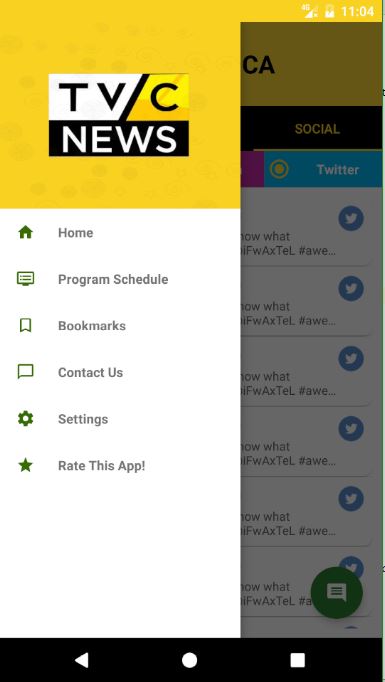 4G 11:04
CA
TV/C
NEWS
SOCIAL
Twitter
Home
Program Schedule
Bookmarks
Contact Us
Settings
Rate This App!
now what
iFwAxTeL #awe...
now what
iFwAxTeL #awe...
now what
iFwAxTeL #awe...
now what
iFwAxTeL #awe...
now what
iFwAxTeL #awe...
now what
iFwAxTeL #a